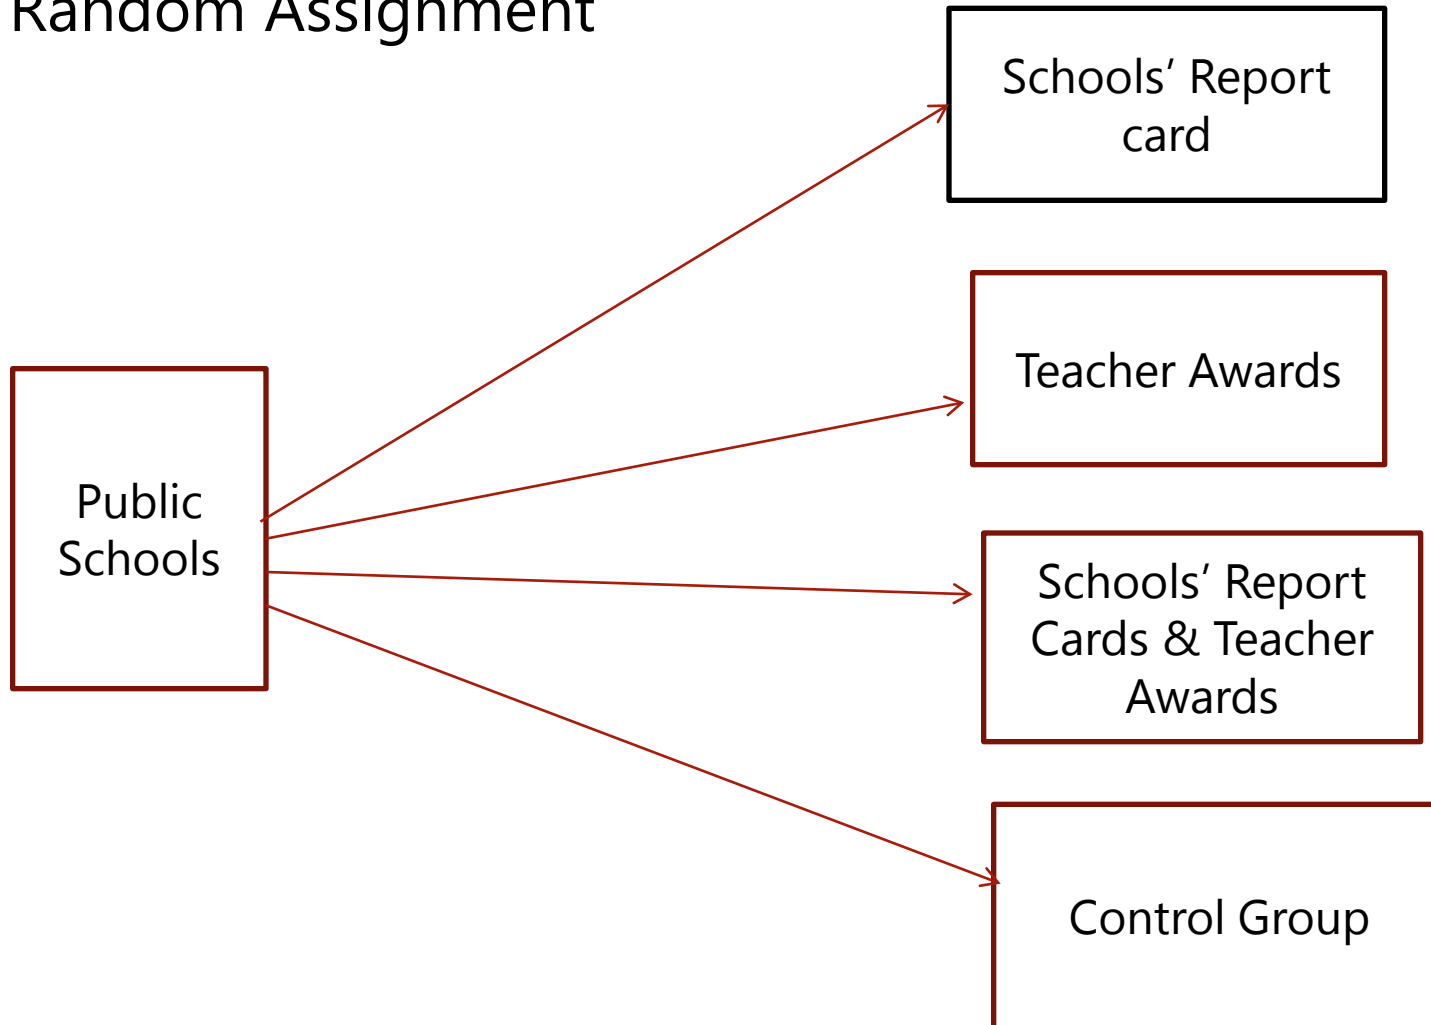 Random Assignment
Schools’ Report
card
Teacher Awards
Public
Schools
Schools’ Report
Cards & Teacher
Awards
Control Group